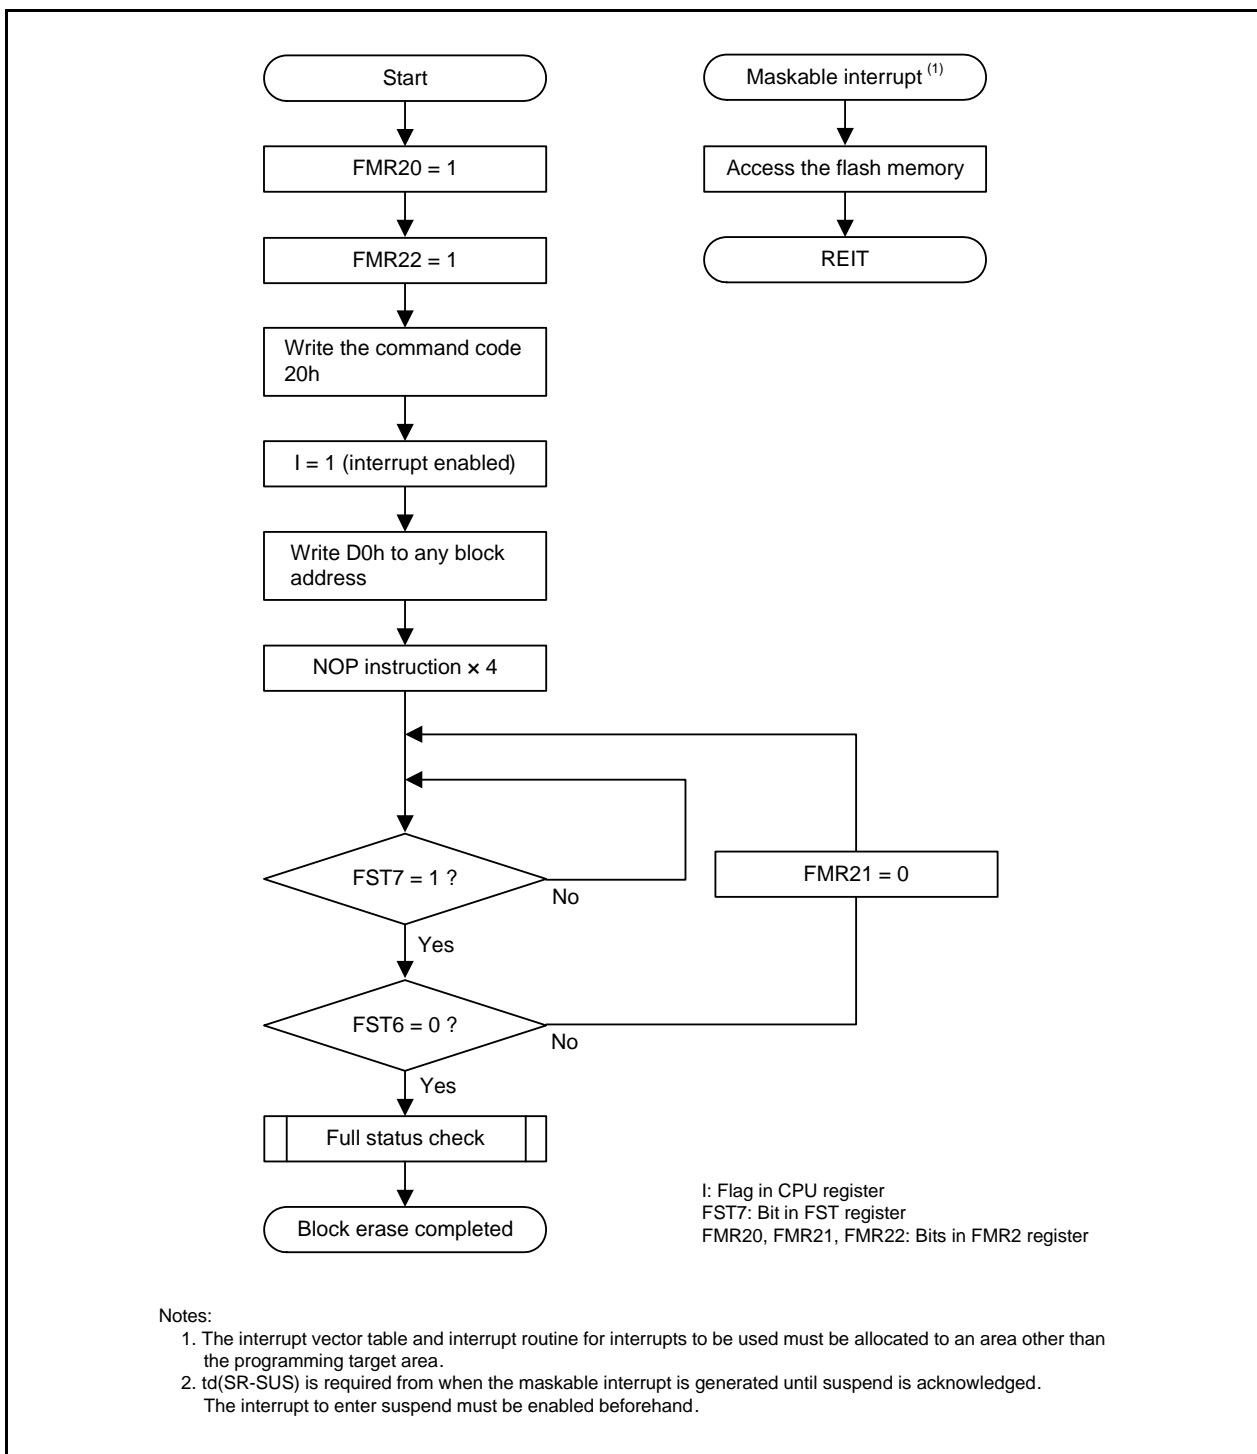 Start
FMR20 = 1
FMR22 = 1
Write the command code
20h
I = 1 (interrupt enabled)
Write D0h to any block
address
NOP instruction × 4
FST7 = 1 ?
No
Yes
FST6 = 0 ?
No
Yes
Full status check
Block erase completed
FMR21 = 0
Maskable interrupt (1)
Access the flash memory
REIT
I: Flag in CPU register
FST7: Bit in FST register
FMR20, FMR21, FMR22: Bits in FMR2 register
Notes:
1. The interrupt vector table and interrupt routine for interrupts to be used must be allocated to an area other than
the programming target area.
2. td(SR-SUS) is required from when the maskable interrupt is generated until suspend is acknowledged.
The interrupt to enter suspend must be enabled beforehand.